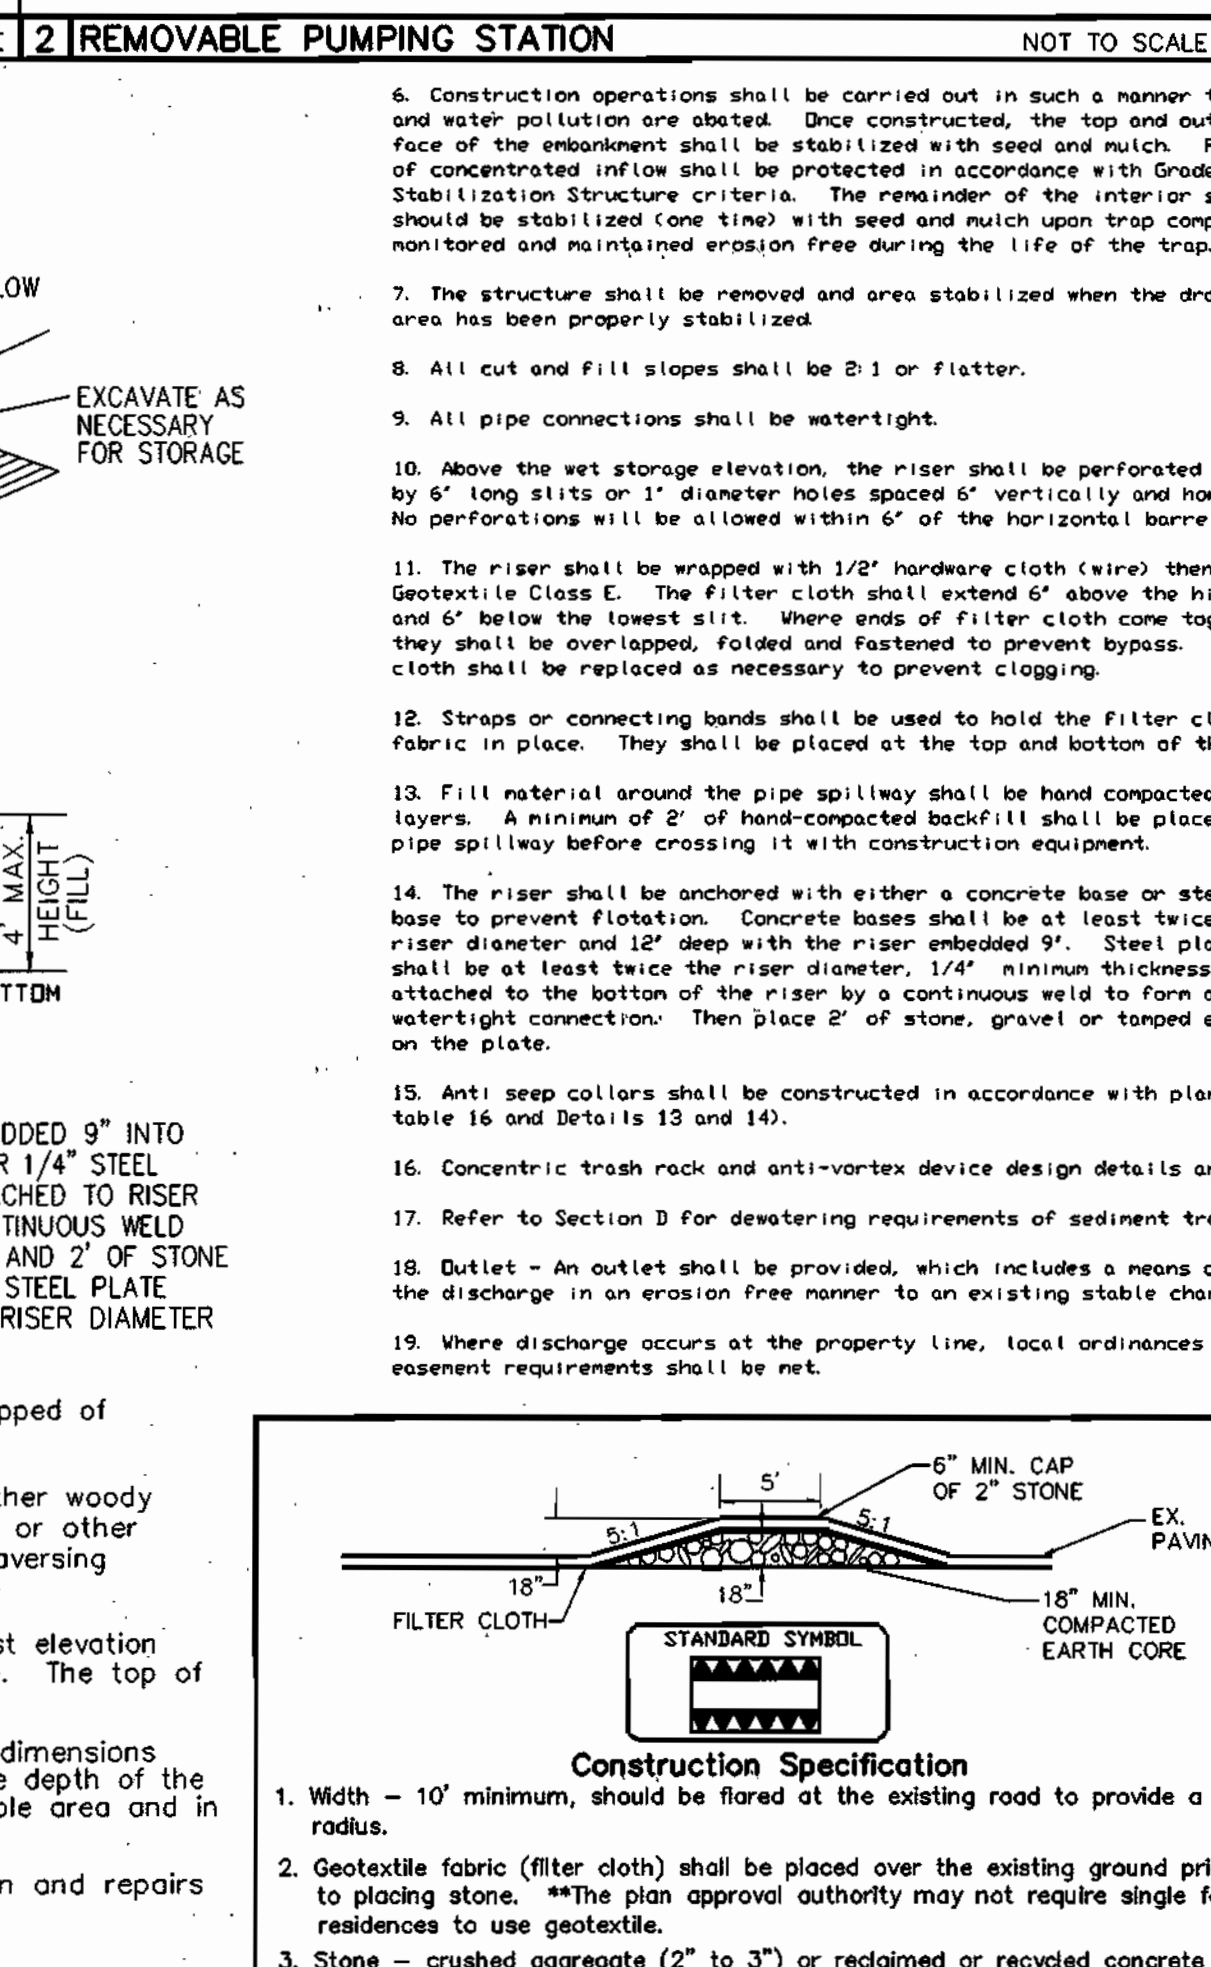 2 REMOVABLE PUMPING STATION NOT TO SCALE
6. Construction operations shall be carried out in such a manner
and water pollution are abated. Once constructed, the top and
face of the embankment shall be stabilized with seed and mulch.
of concentrated inflow shall be protected in accordance with Grade
Stabilization Structure criteria. The remainder of the interior
should be stabilized (one time) with seed and mulch upon trap
monitored and maintained erosion free during the life of the trap.
7. The structure shall be removed and area stabilized when the
area has been properly stabilized.
8. All cut and fill slopes shall be 2:1 or flatter.
9. All pipe connections shall be watertight.
10. Above the wet storage elevation, the riser shall be perforated
by 6" long slits or 1" diameter holes spaced 6" vertically and
No perforations will be allowed within 6" of the horizontal
11. The riser shall be wrapped with 1/2" hardware cloth (wire) then
Geotextile Class E. The filter cloth shall extend 6" above the
and 6" below the lowest slit. Where ends of filter cloth come
they shall be overlapped, folded and fastened to prevent bypass.
cloth shall be replaced as necessary to prevent clogging.
12. Straps or connecting bands shall be used to hold the filter
fabric in place. They shall be placed at the top and bottom of
13. Fill material around the pipe spillway shall be hand compacted
layers. A minimum of 2' of hand-compacted backfill shall be
pipe spillway before crossing it with construction equipment.
14. The riser shall be anchored with either a concrete base or
base to prevent flotation. Concrete bases shall be at least twice
riser diameter and 12" deep with the riser embedded 9". Steel
shall be at least twice the riser diameter, 1/4" minimum thickness
attached to the bottom of the riser by a continuous weld to form
watertight connection. Then place 2' of stone, gravel or tamped
on the plate.
15. Anti seep collars shall be constructed in accordance with
table 16 and Details 13 and 14).
16. Concentric trash rack and anti-vortex device design details
17. Refer to Section D for dewatering requirements of sediment
18. Outlet - An outlet shall be provided, which includes a means
the discharge in an erosion free manner to an existing stable
19. Where discharge occurs at the property line, local ordinances
easement requirements shall be met.
LOW
EXCAVATE AS
NECESSARY
FOR STORAGE
4' MAX.
HEIGHT
(FILL)
TTOM
DDED 9" INTO
R 1/4" STEEL
CHED TO RISER
TINUOUS WELD
AND 2' OF STONE
STEEL PLATE
RISER DIAMETER
pped of
her woody
or other
aversing
st elevation
. The top of
dimensions
e depth of the
ble area and in
n and repairs
5'
6" MIN. CAP
OF 2" STONE
5:1
5:1
EX.
18"
18"
FILTER CLOTH
18" MIN.
COMPACTED
EARTH CORE
STANDARD SYMBOL
Construction Specification
1. Width – 10' minimum, should be flared at the existing road to provide a
radius.
2. Geotextile fabric (filter cloth) shall be placed over the existing ground
to placing stone. **The plan approval authority may not require single
residences to use geotextile.
3. Stone – crushed aggregate (2" to 3") or reclaimed or recycled concrete